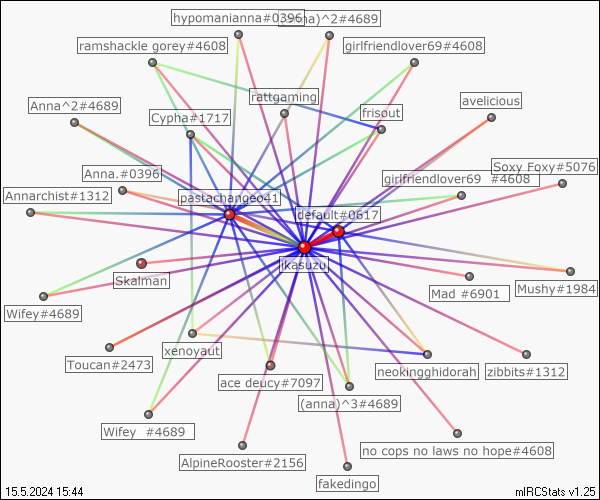 hypomanianna#0396
(anna)^2#4689
ramshackle gorey#4608
girlfriendlover69#4608
rattgaming
avelicious
Anna^2#4689
Cypha#1717
frisout
Anna.#0396
Soxy Foxy#5076
girlfriendlover69 #4608
Annarchist#1312
pastachangeo41
default#0617
ikasuzu
Skalman
Mad #6901
Mushy#1984
Wifey#4689
xenoyaut
Toucan#2473
neokingghidorah
zibbits#1312
ace deucy#7097
(anna)^3#4689
Wifey #4689
no cops no laws no hope#4608
AlpineRooster#2156
fakedingo
15.5.2024 15:44
mIRCStats v1.25